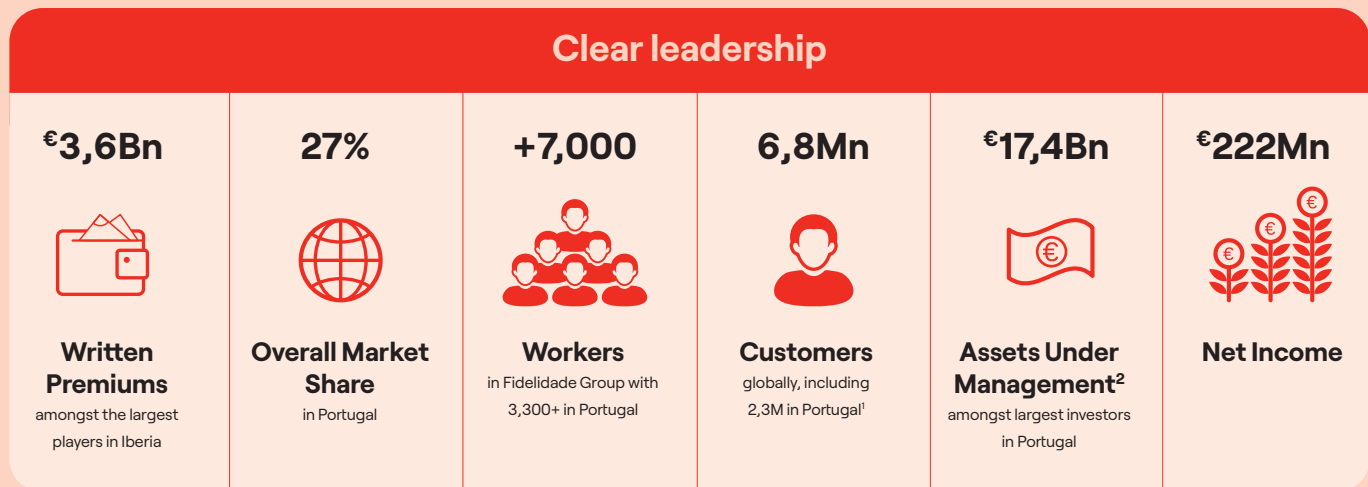 Clear leadership
€3,6Bn
Written
Premiums
amongst the largest
players in Iberia
27%
Overall Market
Share
in Portugal
+7,000
Workers
in Fidelidade Group with
3,300+ in Portugal
6,8Mn
Customers
globally, including
2,3M in Portugal¹
€17,4Bn
€
Assets Under
Management²
amongst largest investors
in Portugal
€222Mn
€
€
€
Net Income